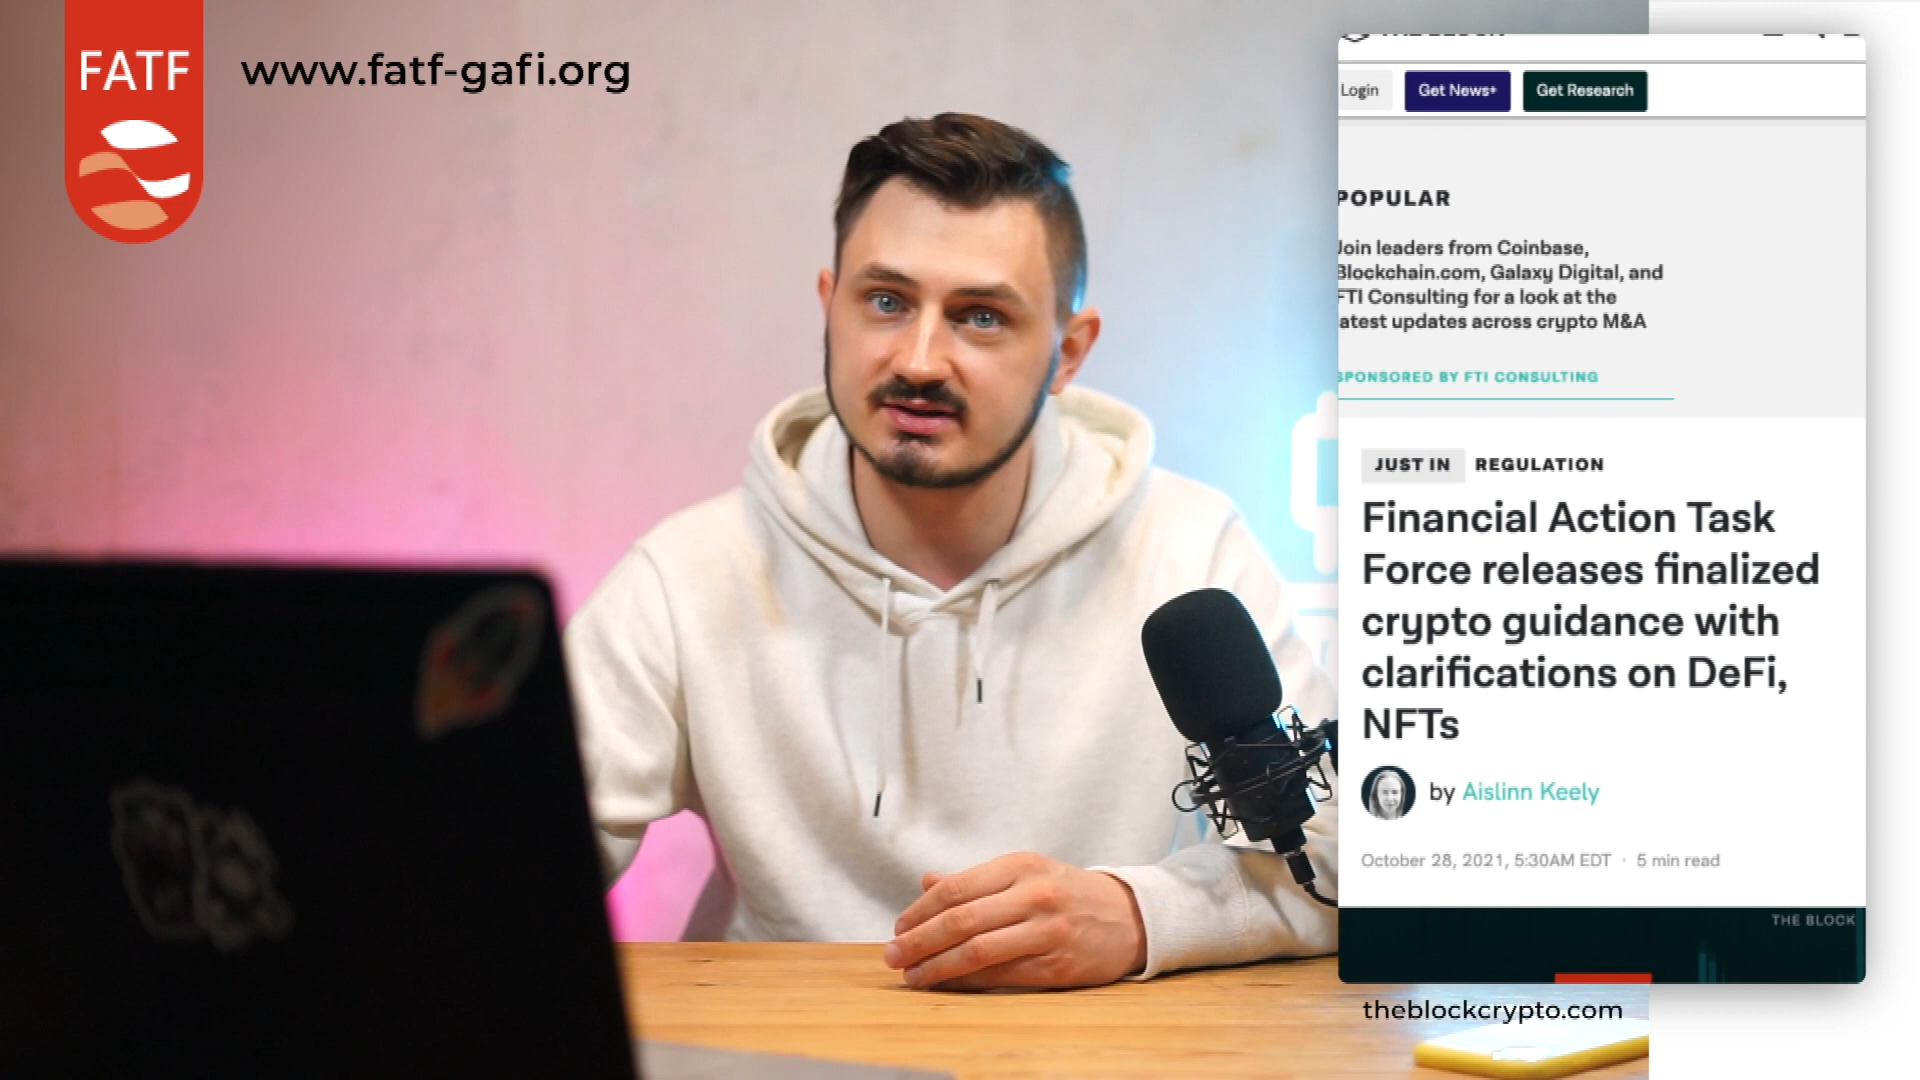 FATF
www.fatf-gafi.org
Login
Get News+
Get Research
POPULAR
Join leaders from Coinbase,
Blockchain.com, Galaxy Digital, and
FTI Consulting for a look at the
latest updates across crypto M&A
SPONSORED BY FTI CONSULTING
JUST IN REGULATION
Financial Action Task
Force releases finalized
crypto guidance with
clarifications on DeFi,
NFTs
by Aislinn Keely
October 28, 2021, 5:30AM EDT · 5 min read
THE BLOCK
theblockcrypto.com